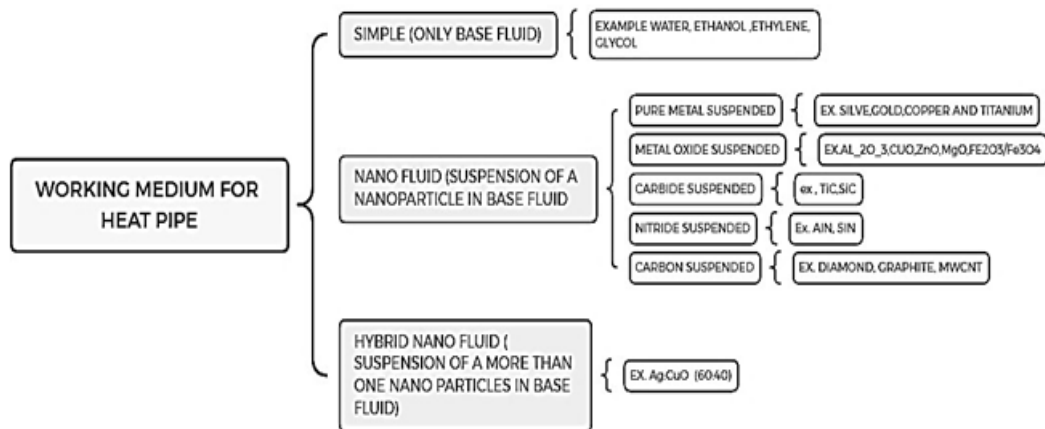 WORKING MEDIUM FOR
HEAT PIPE
SIMPLE (ONLY BASE FLUID)
EXAMPLE WATER, ETHANOL ,ETHYLENE,
GLYCOL
NANO FLUID (SUSPENSION OF A
NANOPARTICLE IN BASE FLUID
PURE METAL SUSPENDED
EX. SILVE,GOLD,COPPER AND TITANIUM
METAL OXIDE SUSPENDED
EX.AL_2O_3,CUO,ZnO,MgO,FE2O3/Fe3O4
CARBIDE SUSPENDED
ex , TiC,SiC
NITRIDE SUSPENDED
Ex. AlN, SIN
CARBON SUSPENDED
EX. DIAMOND, GRAPHITE, MWCNT
HYBRID NANO FLUID (
SUSPENSION OF A MORE THAN
ONE NANO PARTICLES IN BASE
FLUID)
EX. Ag:CuO (60:40)